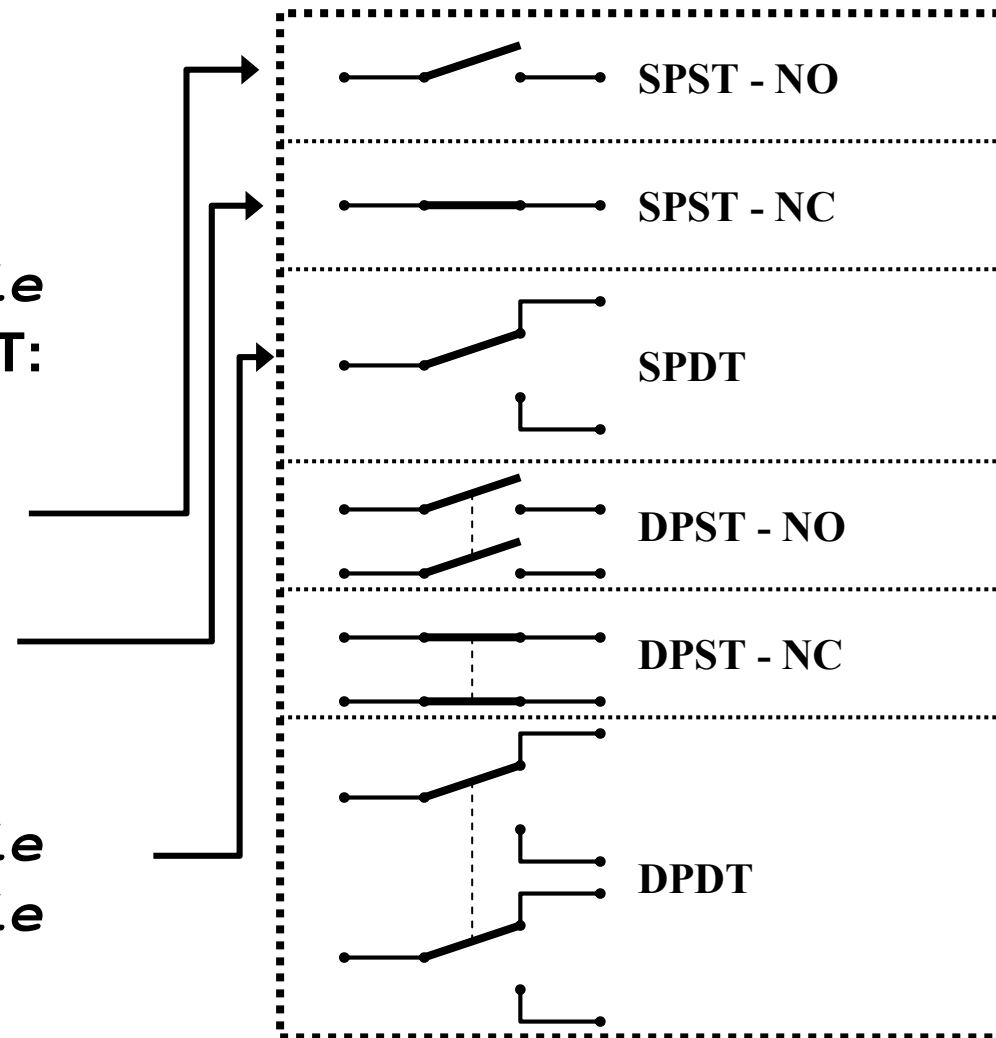 SPST - NO
SPST - NC
T:
SPDT
DPST - NO
DPST - NC
DPDT